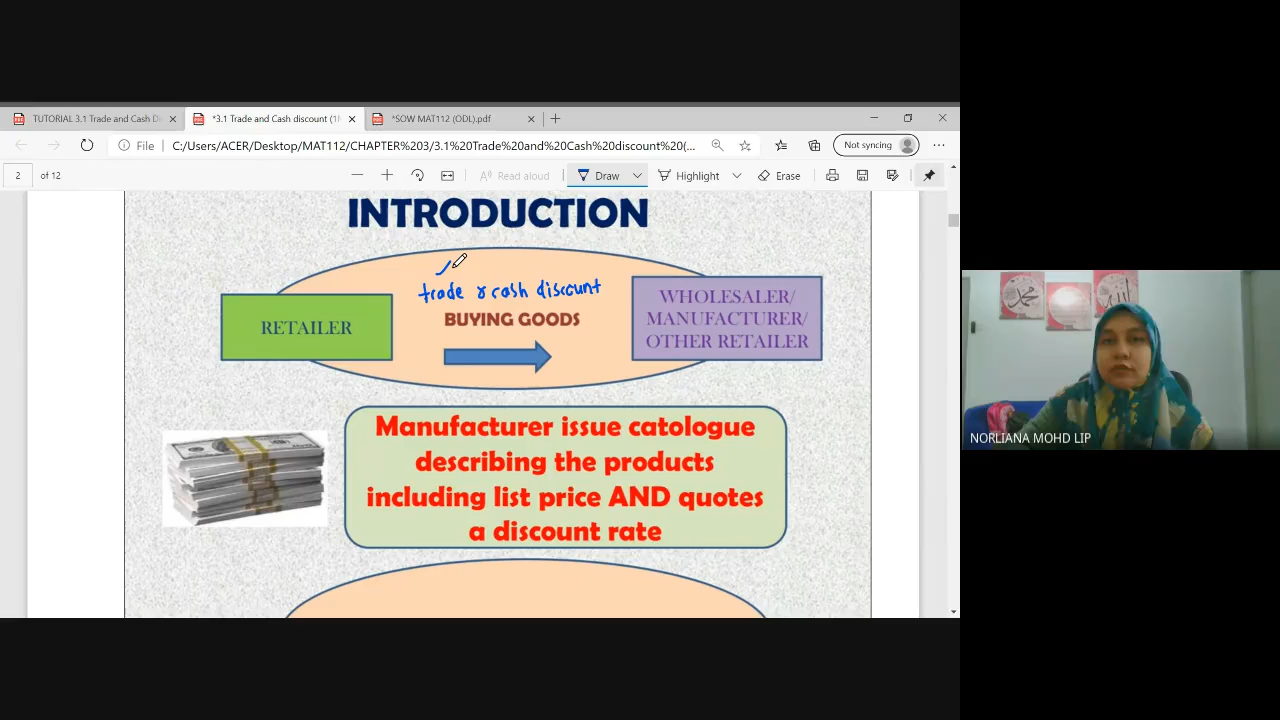 TUTORIAL 3.1 Trade and Cash Di
*3.1 Trade and Cash discount (1M
*SOW MAT112 (ODL).pdf
File
C:/Users/ACER/Desktop/MAT112/CHAPTER%203/3.1%20Trade%20and%20Cash%20discount%20(...
Not syncing
2 of 12
Read aloud
Draw
Highlight
Erase
INTRODUCTION
trade & cash discount
RETAILER
BUYING GOODS
WHOLESALER/
MANUFACTURER/
OTHER RETAILER
Manufacturer issue catologue
describing the products
including list price AND quotes
a discount rate
NORLIANA MOHD LIP